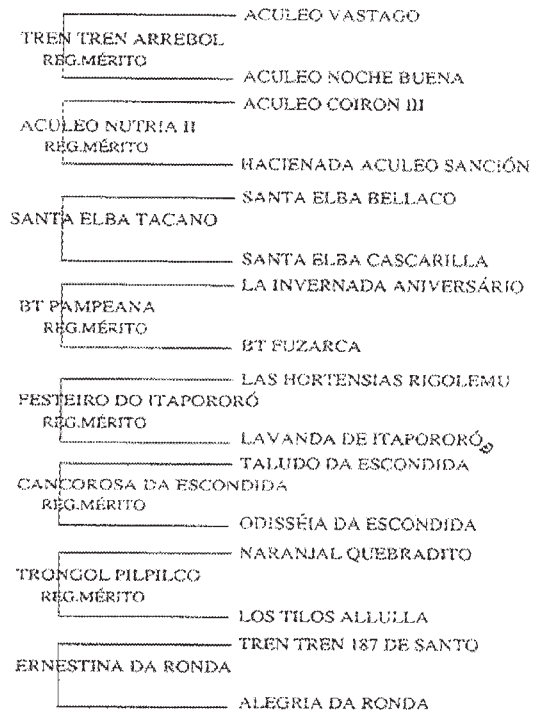 ACULEO VASTAGO
TREN TREN ARREBOL
REG.MÉRITO
ACULEO NOCHE BUENA
ACULEO COIRON III
ACULEO NUTRIA II
REG.MÉRITO
HACIENADA ACULEO SANCIÓN
SANTA ELBA BELLACO
SANTA ELBA TACANO
SANTA ELBA CASCARILLA
LA INVERNADA ANIVERSÁRIO
BT PAMPEANA
REG.MÉRITO
BT FUZARCA
LAS HORTENSIAS RIGOLEMU
FESTEIRO DO ITAPORORÓ
REG.MÉRITO
LAVANDA DE ITAPORORÓ
TALUDO DA ESCONDIDA
CANCOROSA DA ESCONDIDA
REG.MÉRITO
ODISSÉIA DA ESCONDIDA
NARANJAL QUEBRADITO
TRONGOL PILPILCO
REG.MÉRITO
LOS TILOS ALLULLA
TREN TREN 187 DE SANTO
ERNESTINA DA RONDA
ALEGRIA DA RONDA